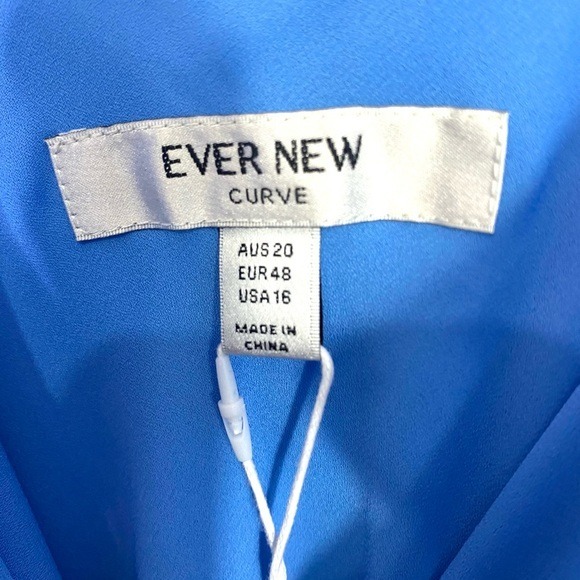 EVER NEW
CURVE
AUS 20
EUR 48
USA 16
MADE IN
CHINA